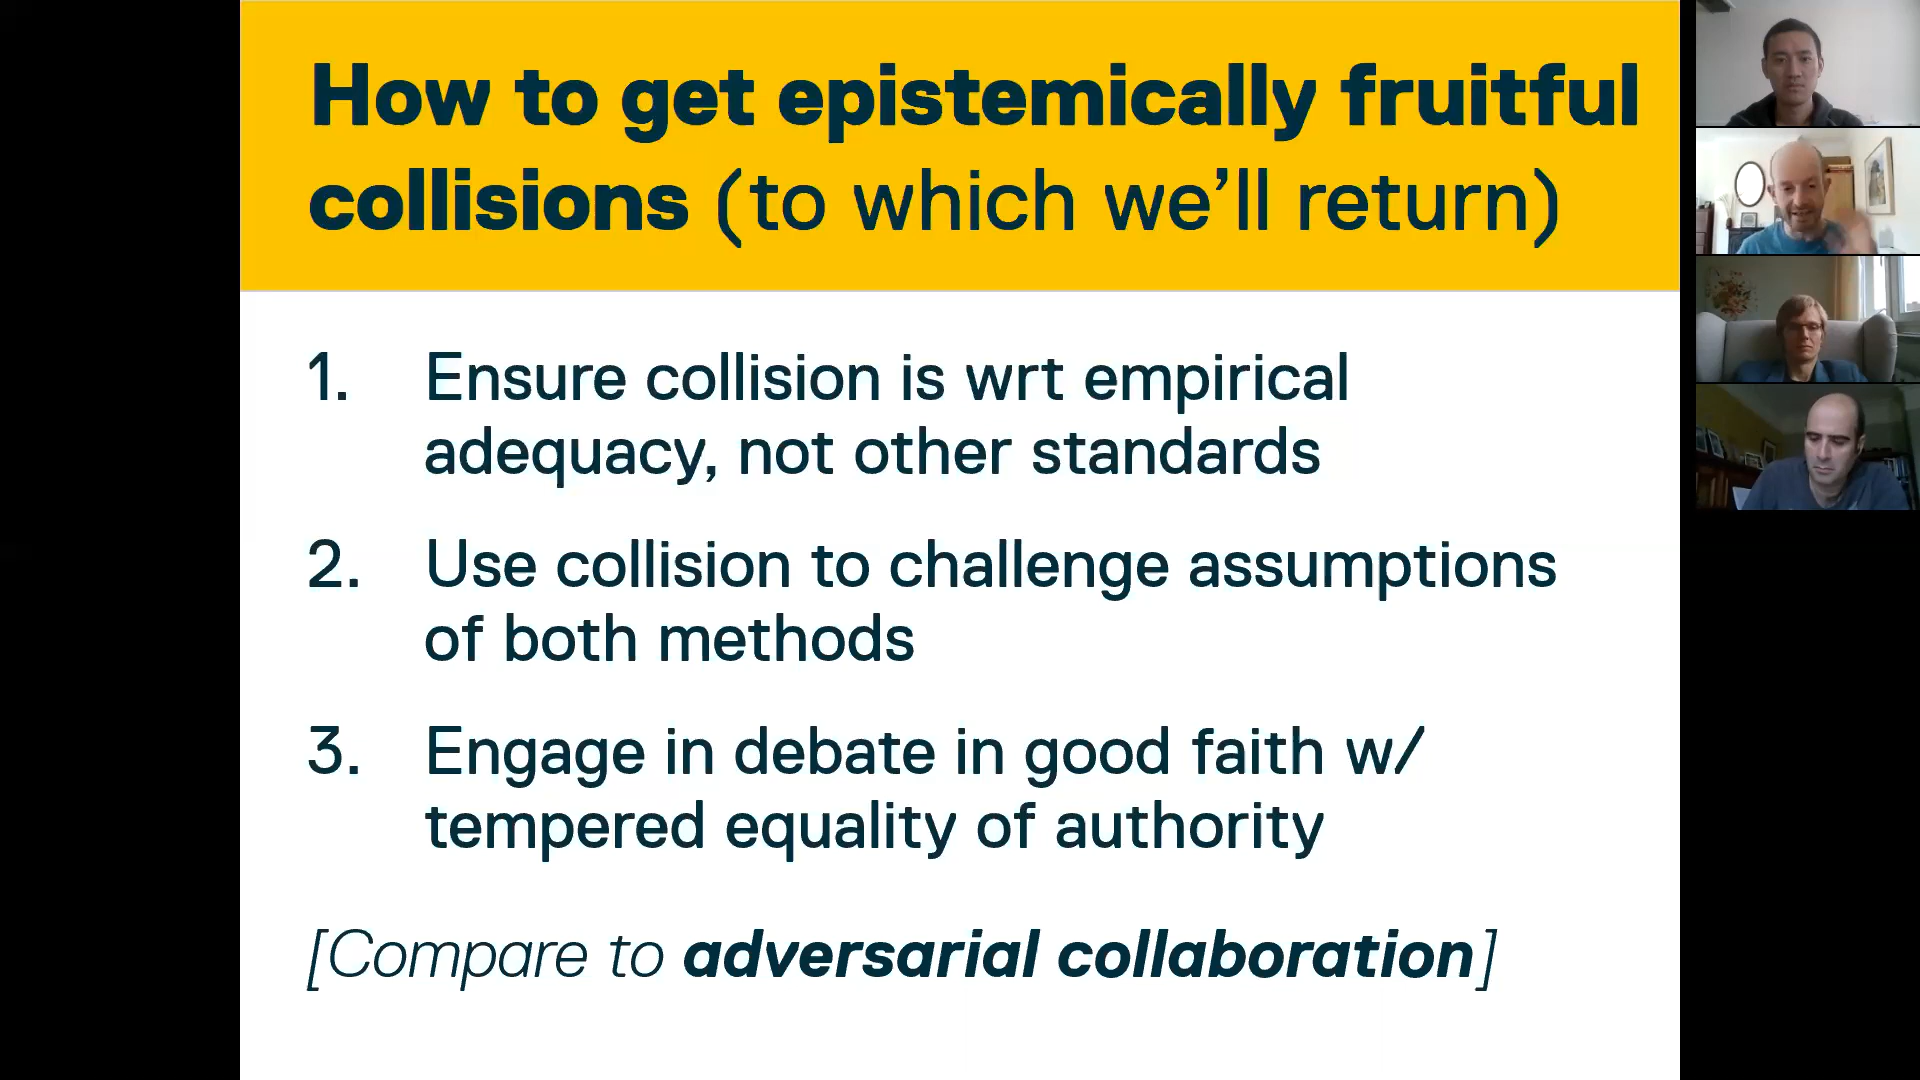 How to get epistemically fruitful
collisions (to which we’ll return)
1. Ensure collision is wrt empirical
adequacy, not other standards
2. Use collision to challenge assumptions
of both methods
3. Engage in debate in good faith w/
tempered equality of authority
[Compare to adversarial collaboration]